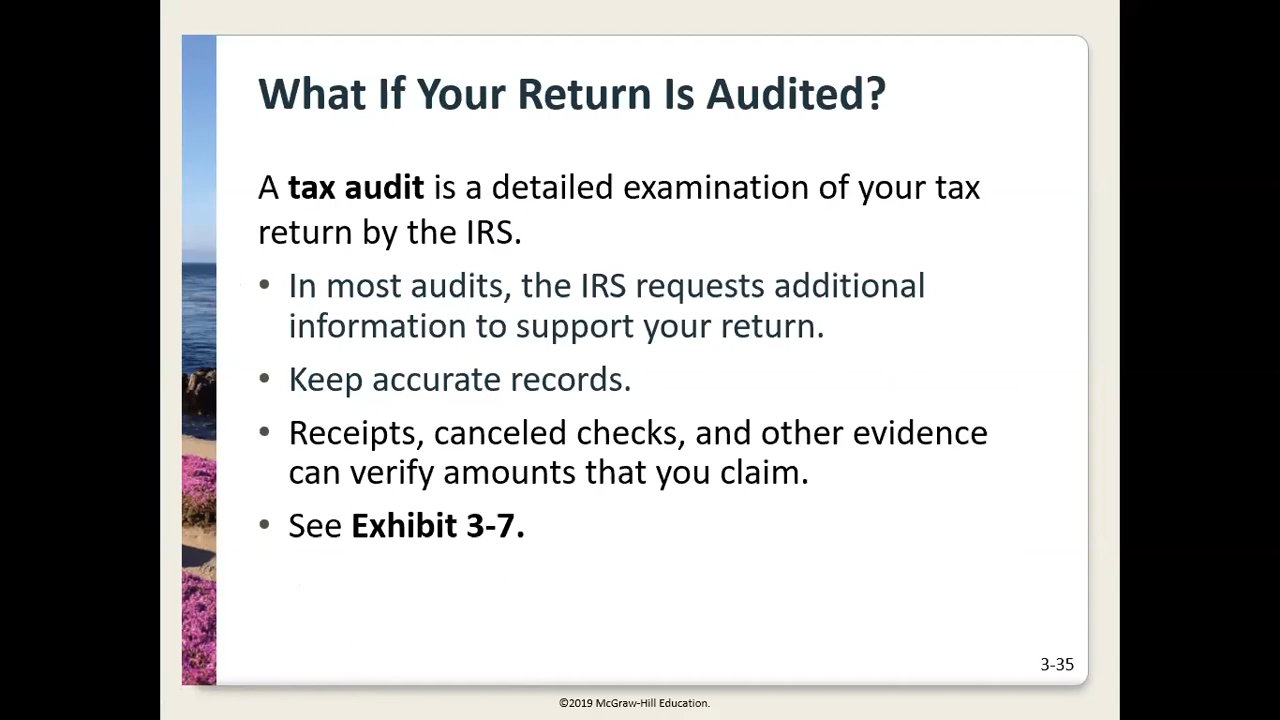 What If Your Return Is Audited?
A tax audit is a detailed examination of your tax
return by the IRS.
• In most audits, the IRS requests additional
information to support your return.
• Keep accurate records.
• Receipts, canceled checks, and other evidence
can verify amounts that you claim.
• See Exhibit 3-7.
3-35
©2019 McGraw-Hill Education.